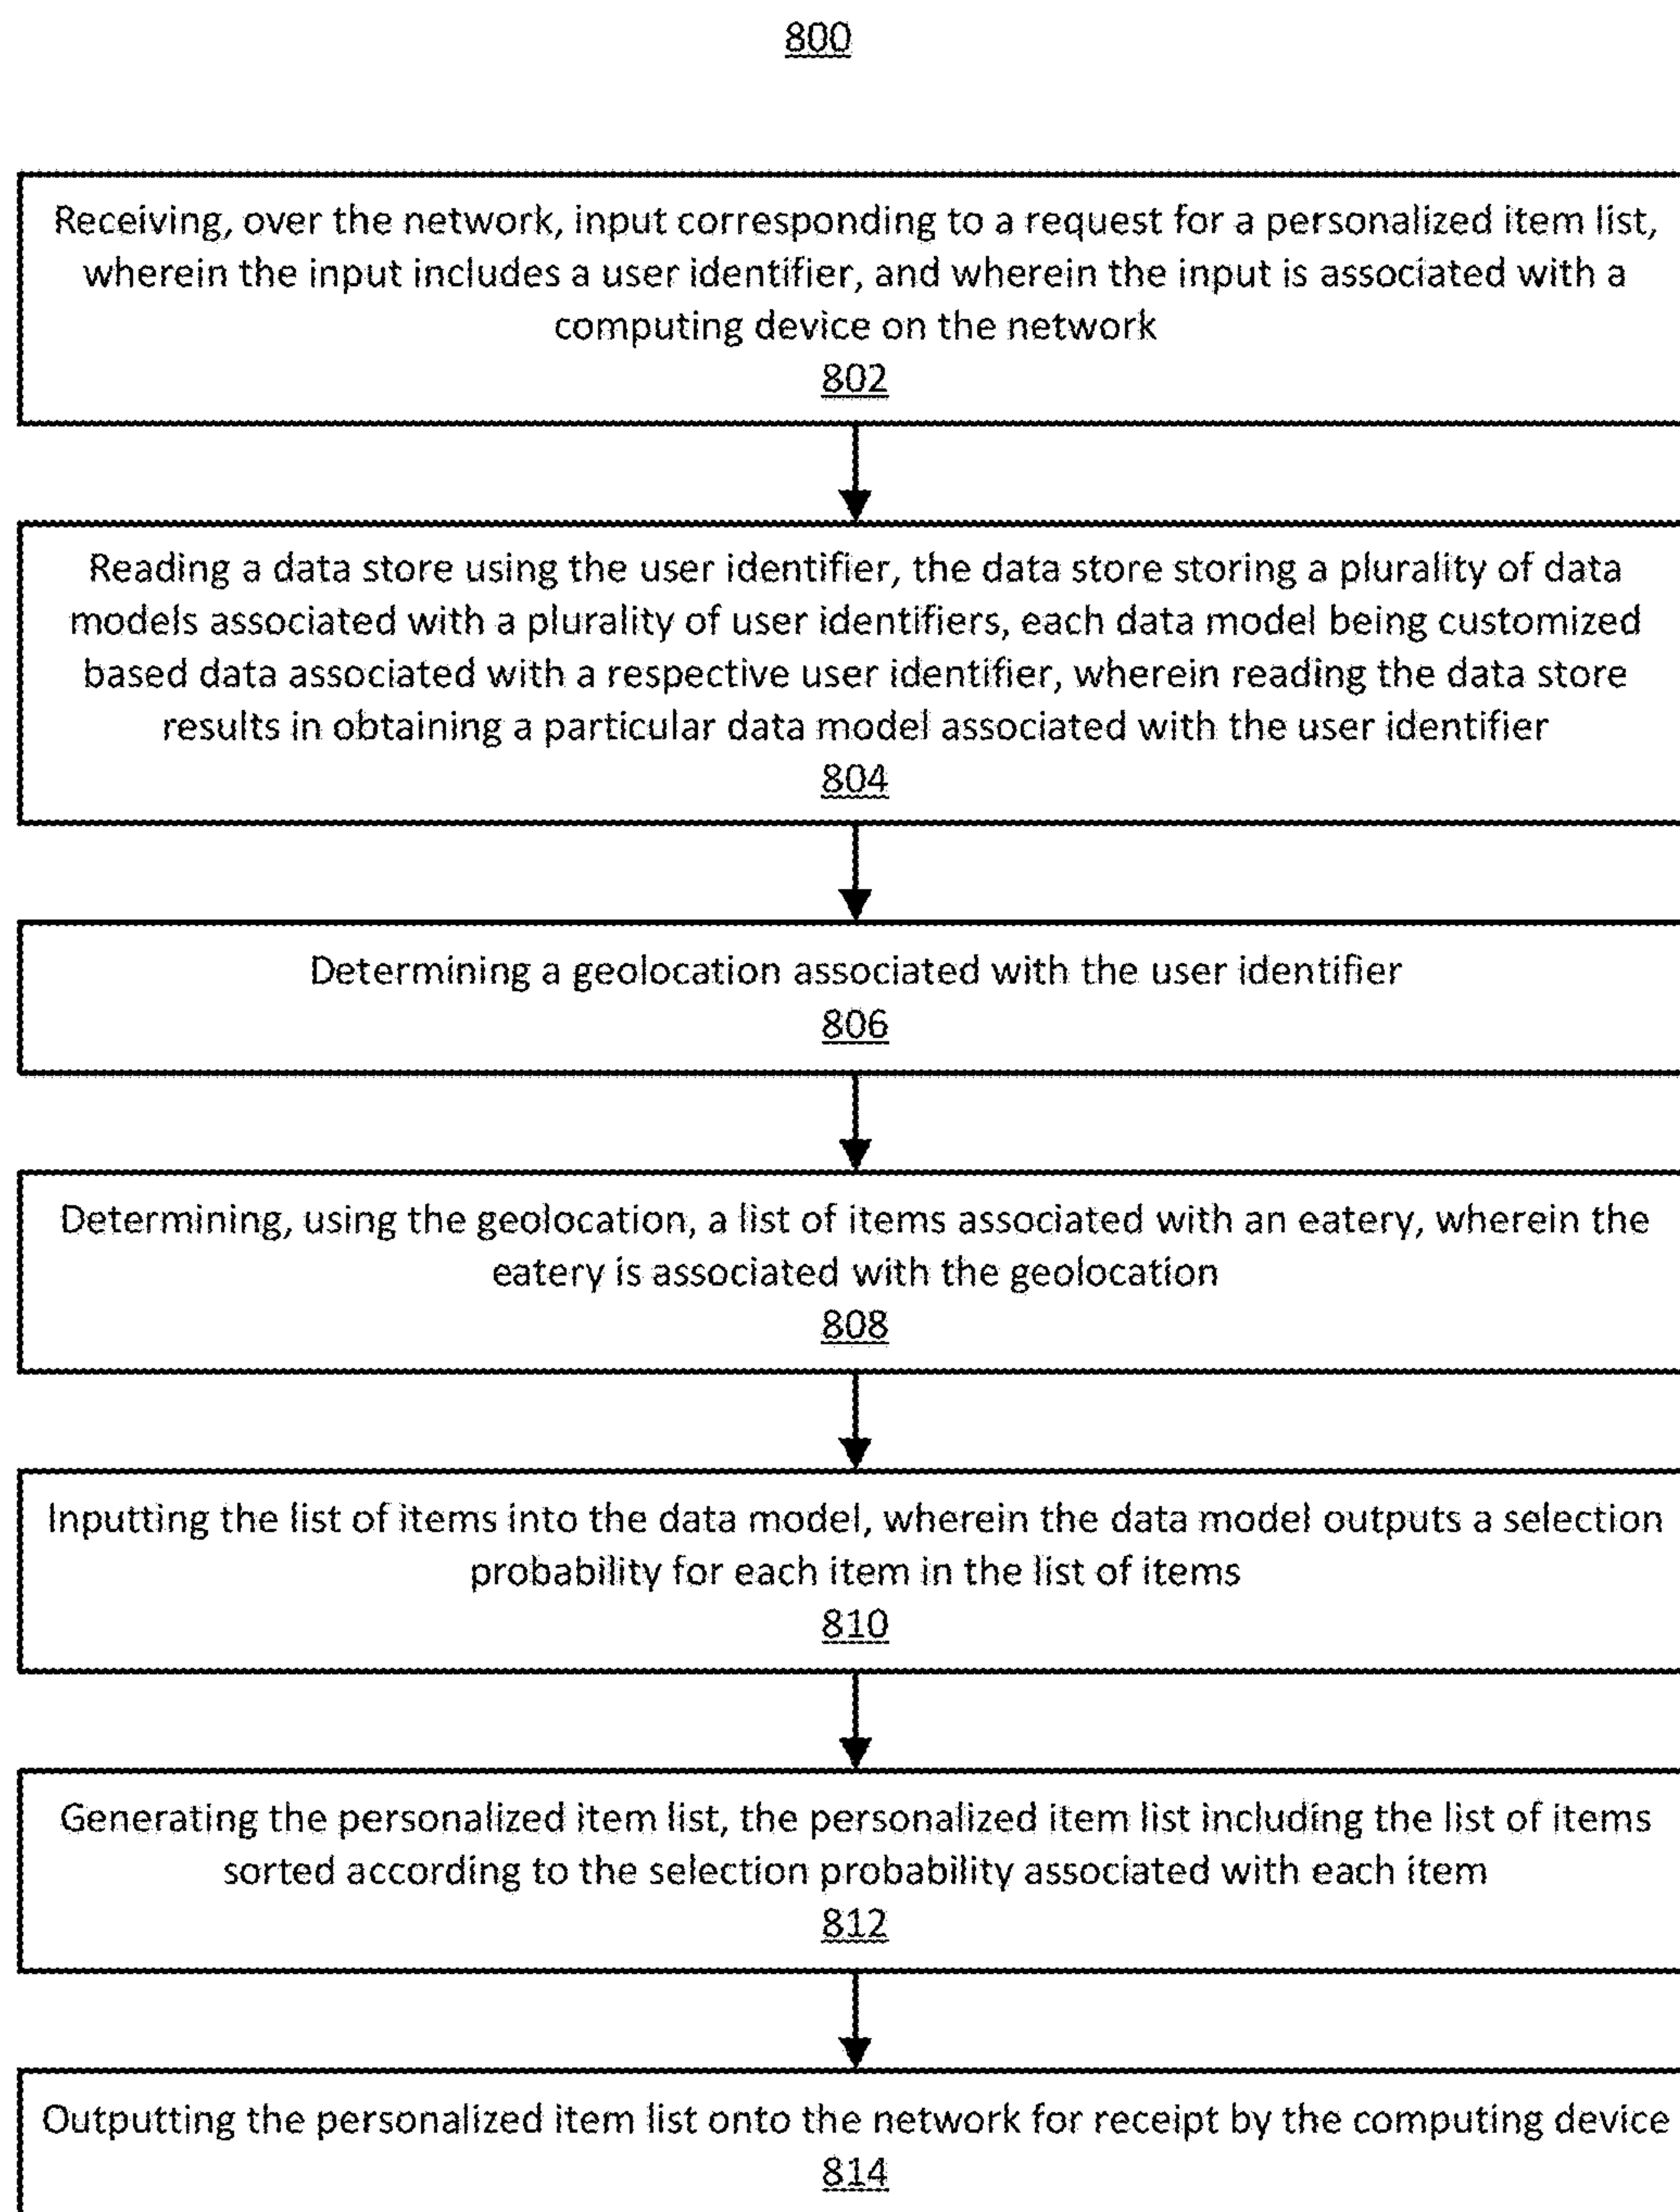 800
Receiving, over the network, input corresponding to a request for a personalized item list,
wherein the input includes a user identifier, and wherein the input is associated with a
computing device on the network
802
Reading a data store using the user identifier, the data store storing a plurality of data
models associated with a plurality of user identifiers, each data model being customized
based data associated with a respective user identifier, wherein reading the data store
results in obtaining a particular data model associated with the user identifier
804
Determining a geolocation associated with the user identifier
806
Determining, using the geolocation, a list of items associated with an eatery, wherein the
eatery is associated with the geolocation
808
Inputting the list of items into the data model, wherein the data model outputs a selection
probability for each item in the list of items
810
Generating the personalized item list, the personalized item list including the list of items
sorted according to the selection probability associated with each item
812
Outputting the personalized item list onto the network for receipt by the computing device
814